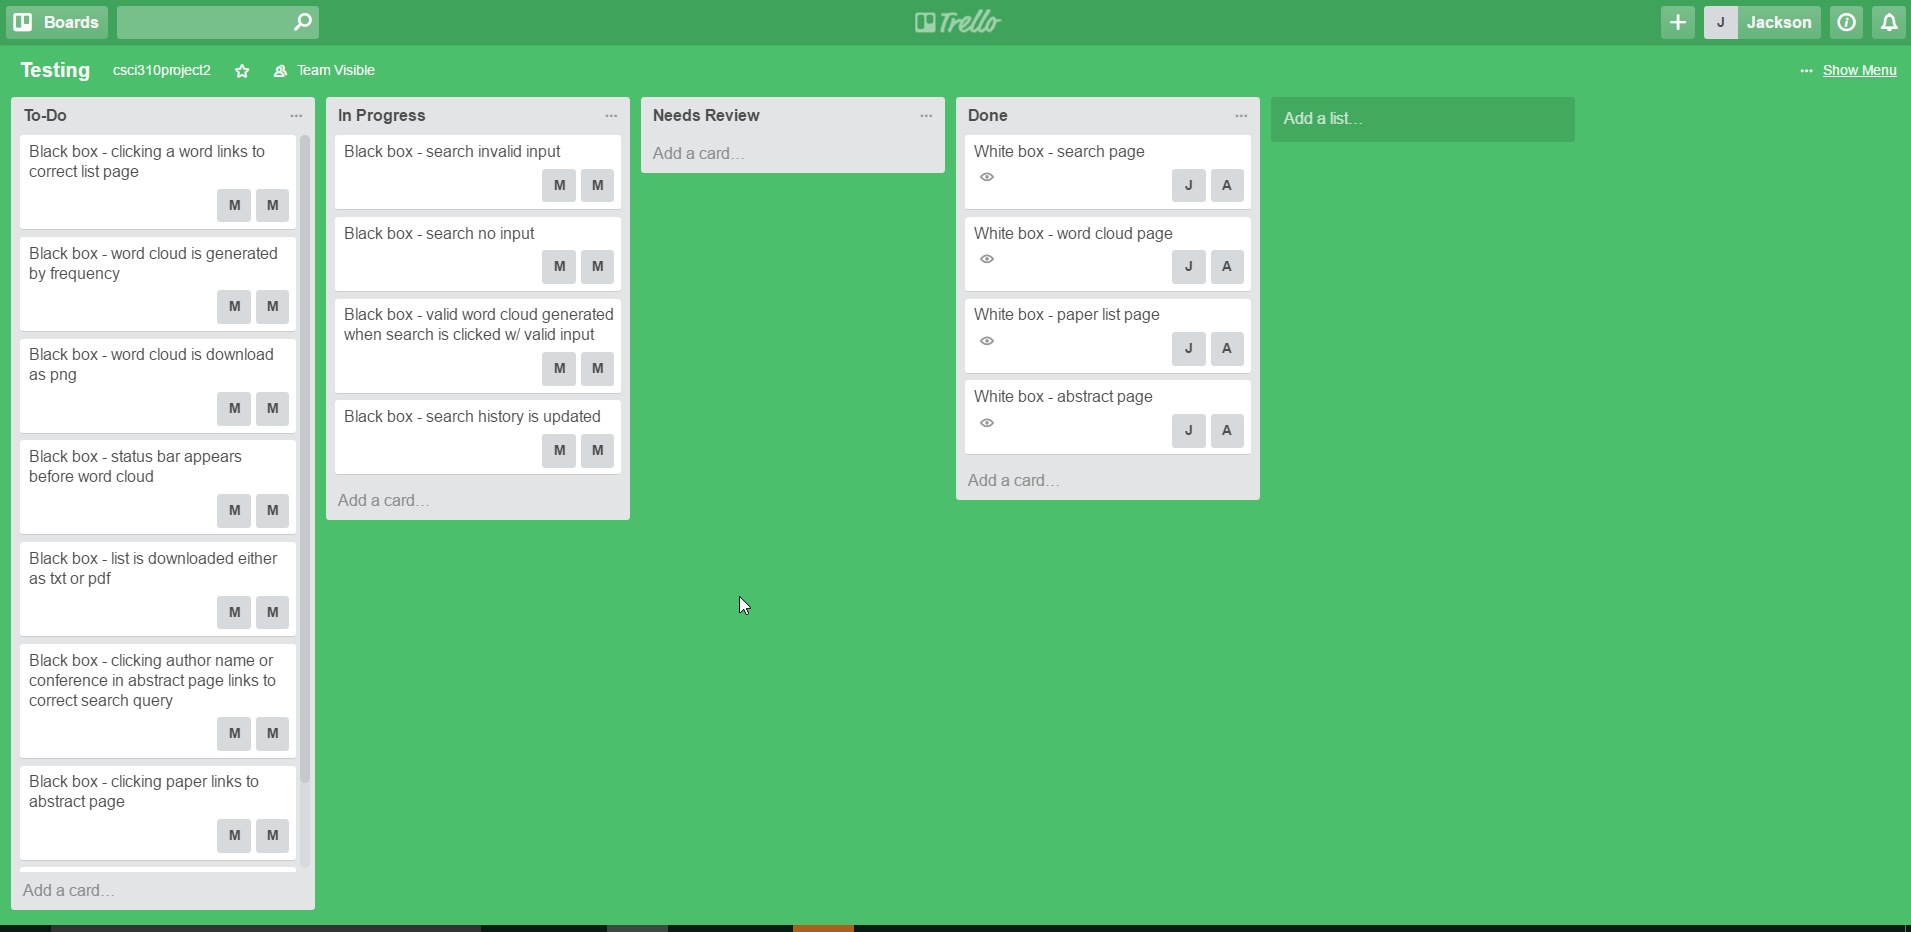 Boards
Trello
J Jackson
Testing
csci310project2
Team Visible
Show Menu
To-Do
Black box - clicking a word links to
correct list page
M M
Black box - word cloud is generated
by frequency
M M
Black box - word cloud is download
as png
M M
Black box - status bar appears
before word cloud
M M
Black box - list is downloaded either
as txt or pdf
M M
Black box - clicking author name or
conference in abstract page links to
correct search query
M M
Black box - clicking paper links to
abstract page
M M
Add a card…
In Progress
Black box - search invalid input
M M
Black box - search no input
M M
Black box - valid word cloud generated
when search is clicked w/ valid input
M M
Black box - search history is updated
M M
Add a card…
Needs Review
Add a card…
Done
White box - search page
J A
White box - word cloud page
J A
White box - paper list page
J A
White box - abstract page
J A
Add a card…
Add a list…